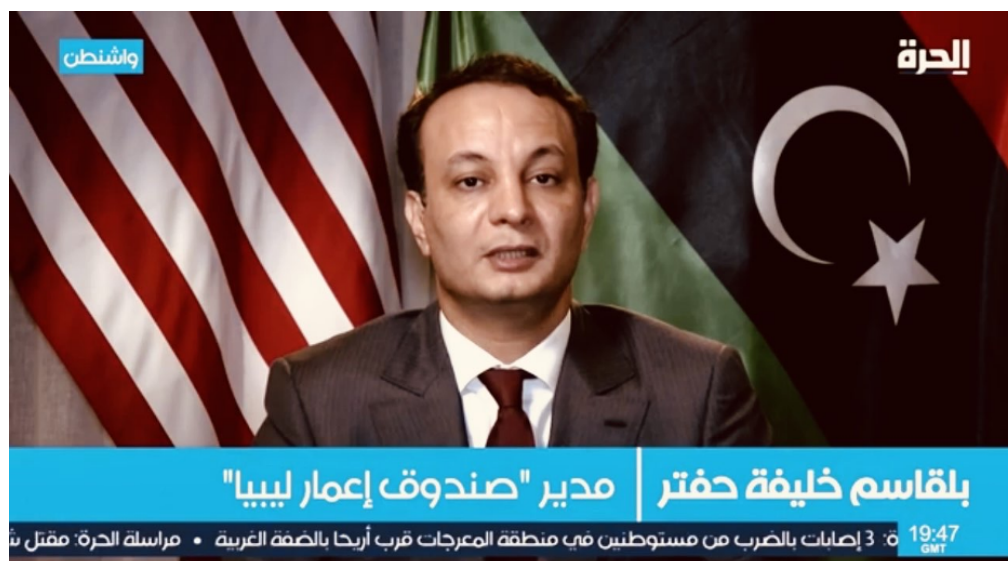 الحرة
واشنطن
بلقاسم خليفة حفتر | مدير "صندوق إعمار ليبيا"
19:47
GMT
ة: 3 إصابات بالضرب من مستوطنين في منطقة المعرجات قرب أريحا بالضفة الغربية • مراسلة الحرة: مقتل